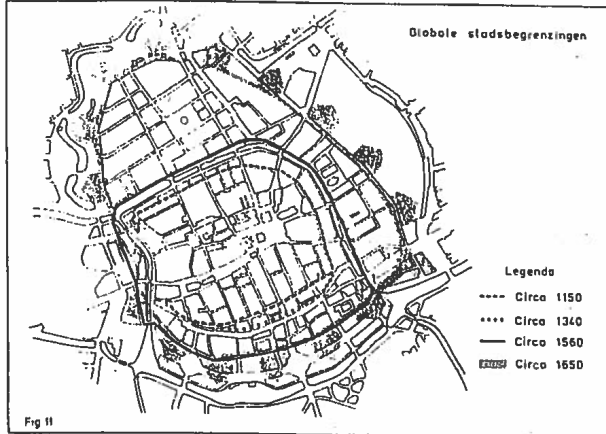 Globale stadsbegrenzingen
Legenda
Circa 1150
Circa 1340
Circa 1560
Circa 1650
Fig 11